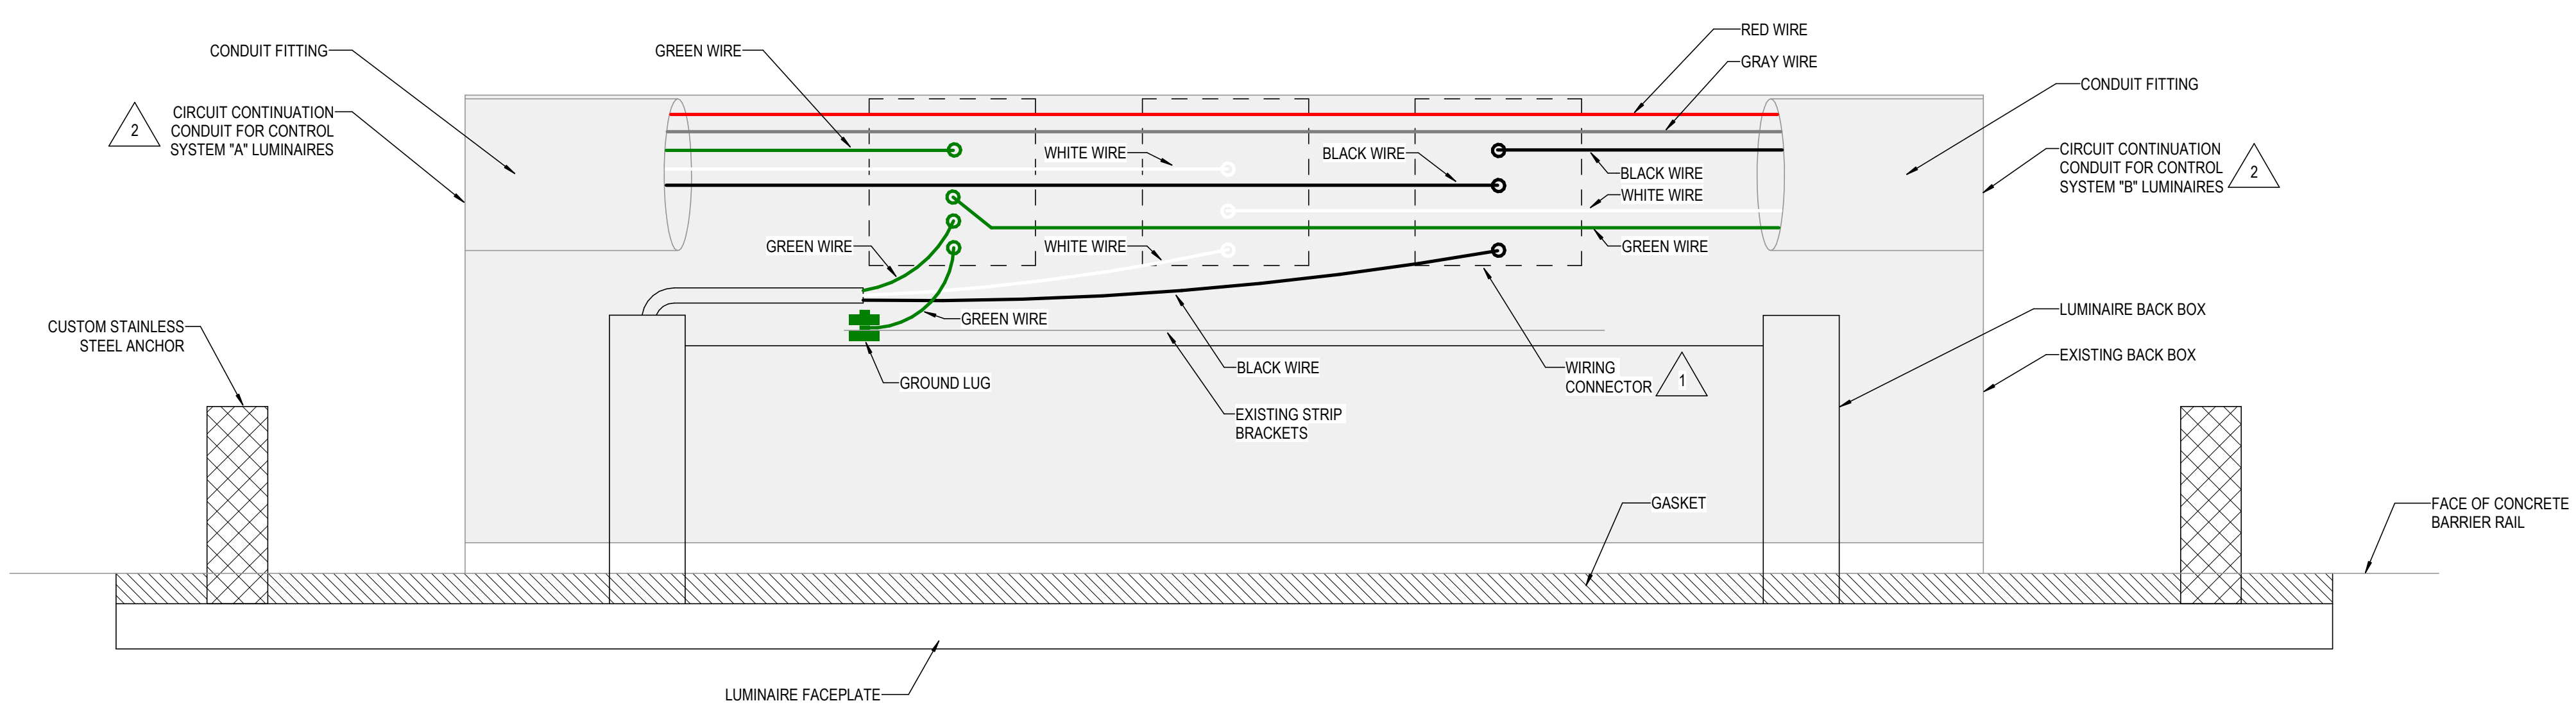 RED WIRE
CONDUIT FITTING
GREEN WIRE
GRAY WIRE
CONDUIT FITTING
2
CIRCUIT CONTINUATION
CONDUIT FOR CONTROL
SYSTEM "A" LUMINAIRES
WHITE WIRE
BLACK WIRE
BLACK WIRE
WHITE WIRE
CIRCUIT CONTINUATION
CONDUIT FOR CONTROL
SYSTEM "B" LUMINAIRES
2
GREEN WIRE
WHITE WIRE
GREEN WIRE
CUSTOM STAINLESS
STEEL ANCHOR
GREEN WIRE
LUMINAIRE BACK BOX
EXISTING BACK BOX
GROUND LUG
BLACK WIRE
WIRING
CONNECTOR
1
EXISTING STRIP
BRACKETS
GASKET
FACE OF CONCRETE
BARRIER RAIL
LUMINAIRE FACEPLATE